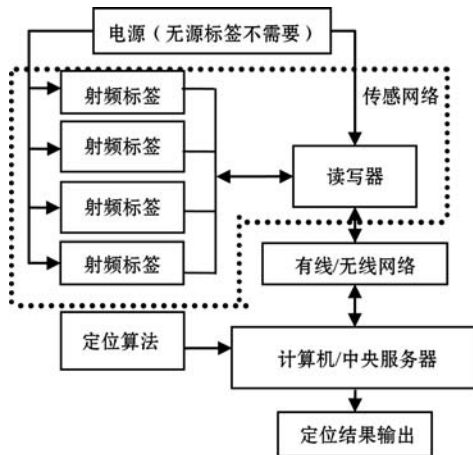 电源（无源标签不需要）
射频标签
传感网络
射频标签
读写器
射频标签
射频标签
有线/无线网络
定位算法
计算机/中央服务器
定位结果输出